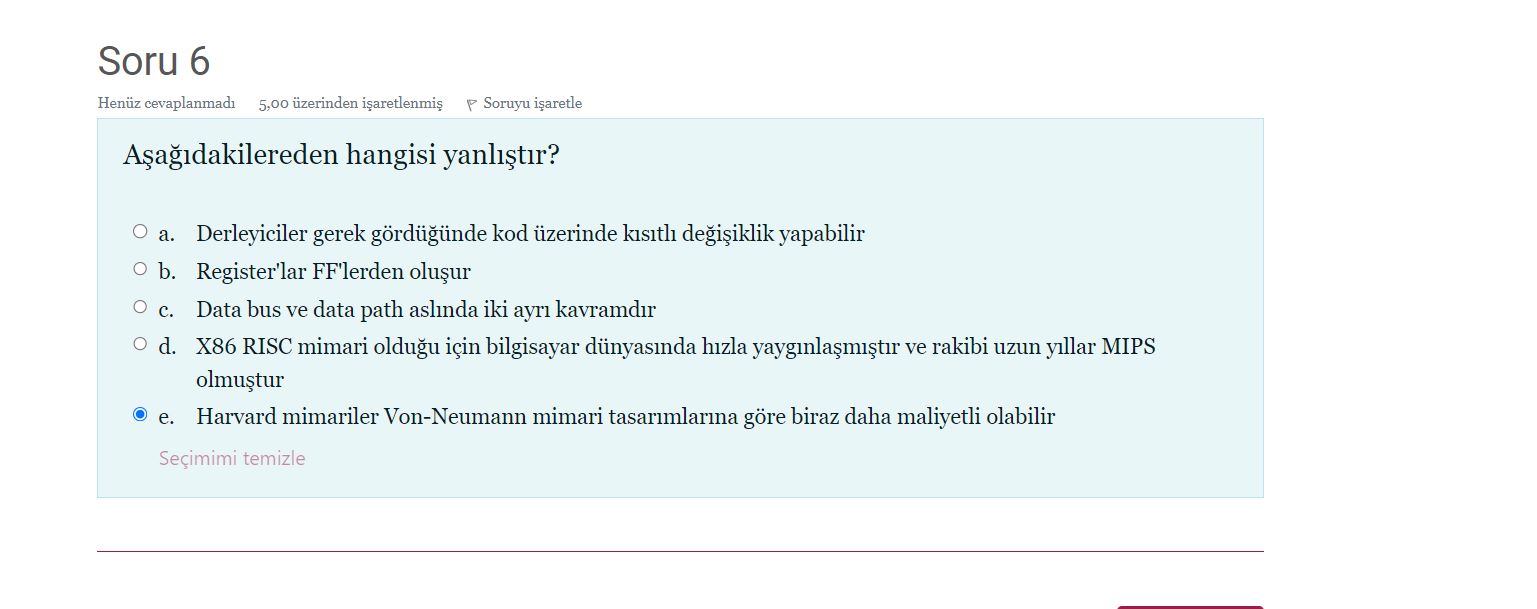 Soru 6
Henüz cevaplanmadı 5,00 üzerinden işaretlenmiş Soruyu işaretle
Aşağıdakilereden hangisi yanlıştır?
a. Derleyiciler gerek gördüğünde kod üzerinde kısıtlı değişiklik yapabilir
b. Register'lar FF'lerden oluşur
c. Data bus ve data path aslında iki ayrı kavramdır
d. X86 RISC mimari olduğu için bilgisayar dünyasında hızla yaygınlaşmıştır ve rakibi uzun yıllar MIPS
olmuştur
e. Harvard mimariler Von-Neumann mimari tasarımlarına göre biraz daha maliyetli olabilir
Seçimimi temizle